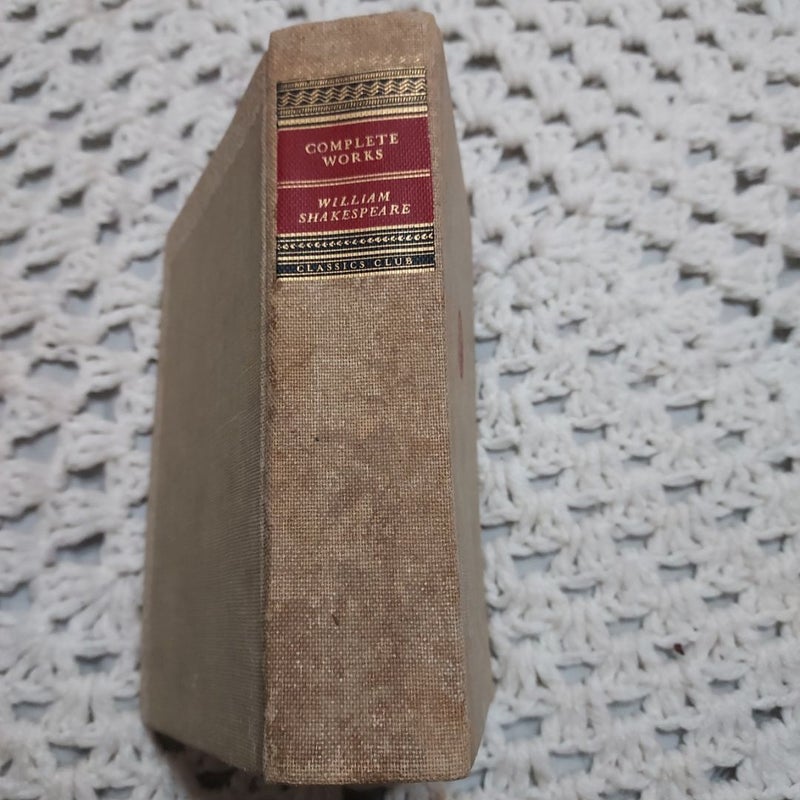 COMPLETE
WORKS
WILLIAM
SHAKESPEARE
CLASSICS CLUB